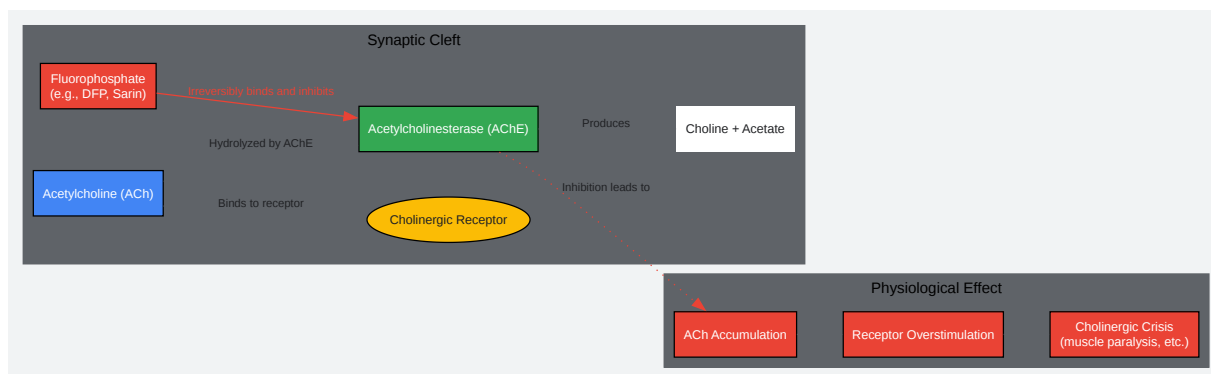 Synaptic Cleft
Fluorophosphate
(e.g., DFP, Sarin)
Irreversibly binds and inhibits
Acetylcholinesterase (AChE)
Produces
Choline + Acetate
Hydrolyzed by AChE
Acetylcholine (ACh)
Binds to receptor
Cholinergic Receptor
Inhibition leads to
Physiological Effect
ACh Accumulation
Receptor Overstimulation
Cholinergic Crisis
(muscle paralysis, etc.)